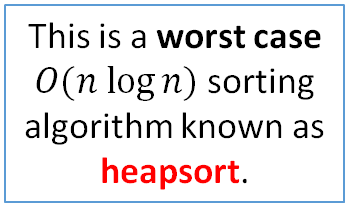 This is a worst case
O(n log n) sorting
algorithm known as
heapsort.